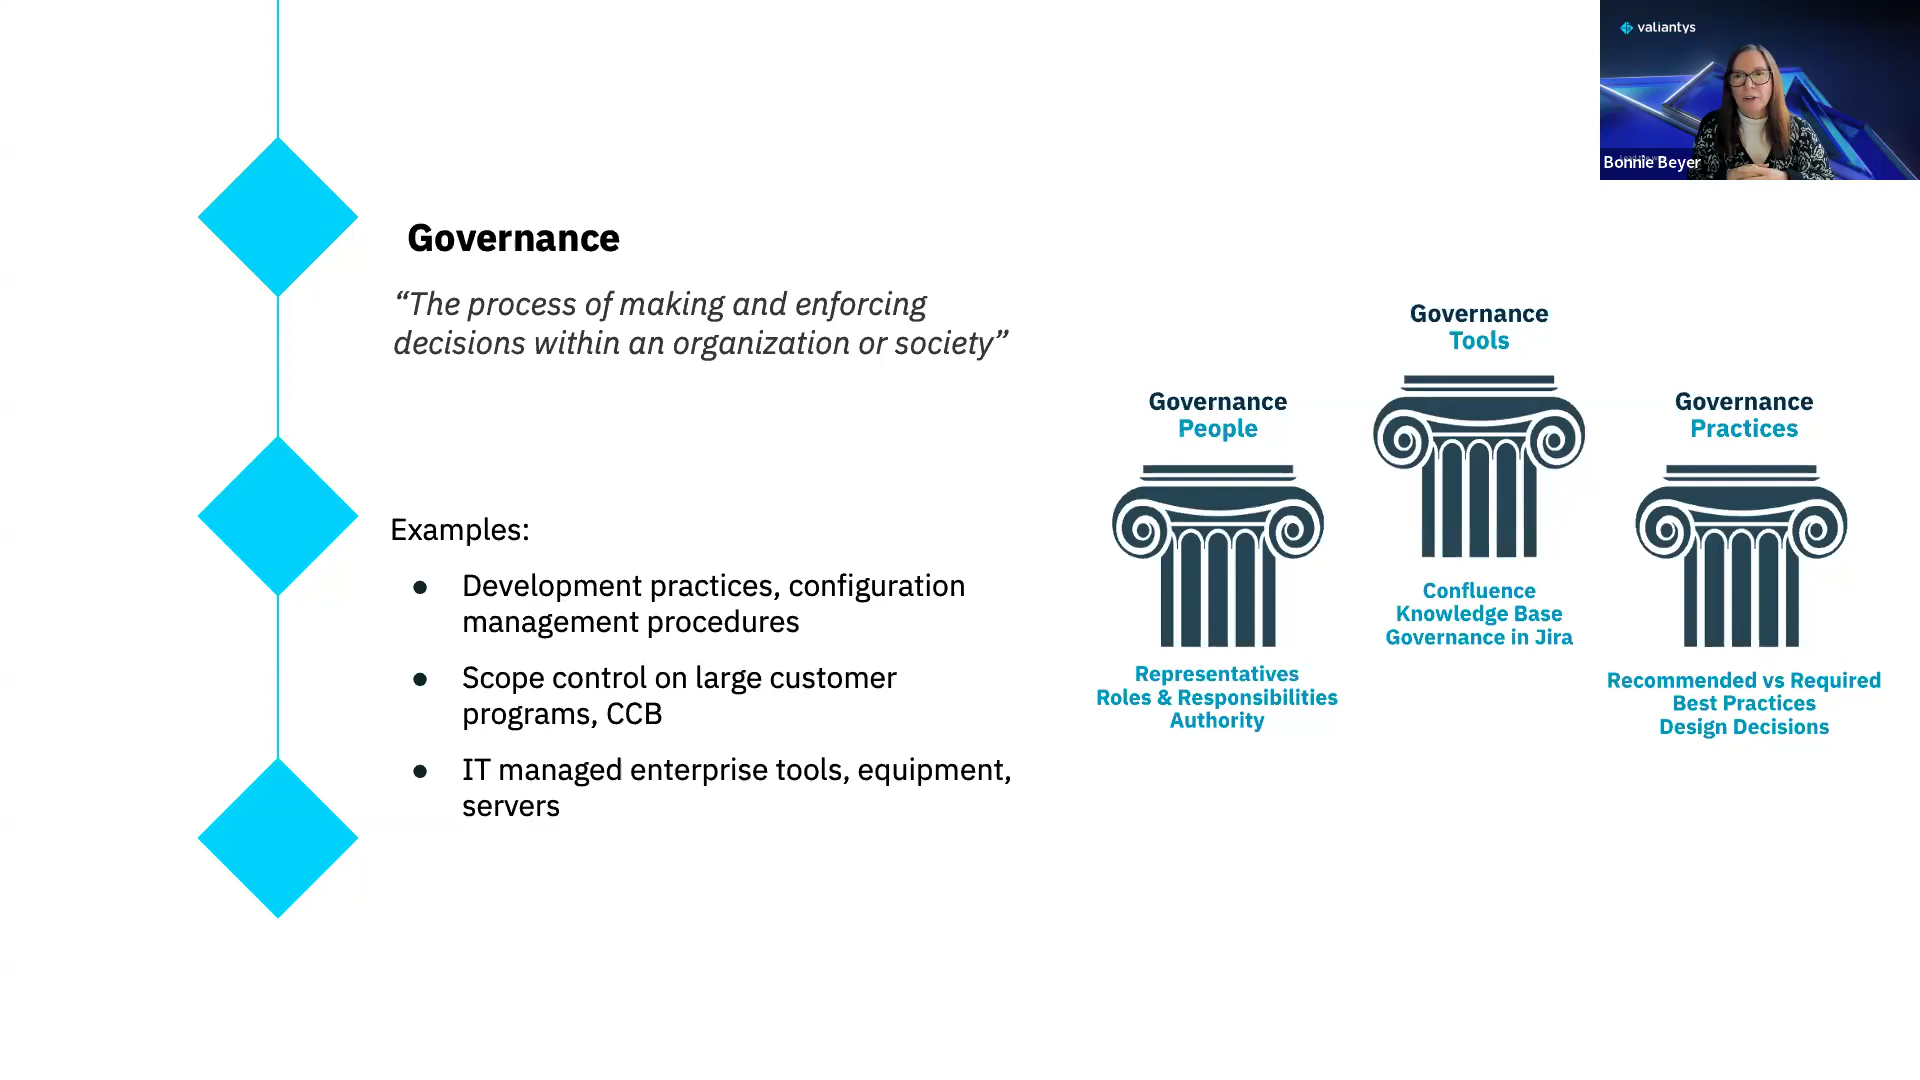 valiantys
Bonnie Beyer
Governance
“The process of making and enforcing
decisions within an organization or society”
Examples:
● Development practices, configuration
management procedures
● Scope control on large customer
programs, CCB
● IT managed enterprise tools, equipment,
servers
Governance
People
Representatives
Roles & Responsibilities
Authority
Governance
Tools
Confluence
Knowledge Base
Governance in Jira
Governance
Practices
Recommended vs Required
Best Practices
Design Decisions